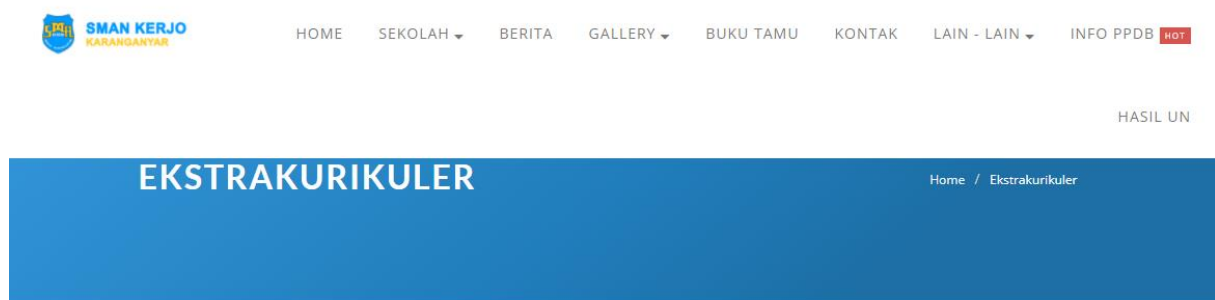 SMA
SMAN KERJO
KARANGANYAR
HOME SEKOLAH BERITA GALLERY BUKU TAMU KONTAK LAIN - LAIN INFO PPDB HOT
HASIL UN
EKSTRAKURIKULER
Home / Ekstrakurikuler